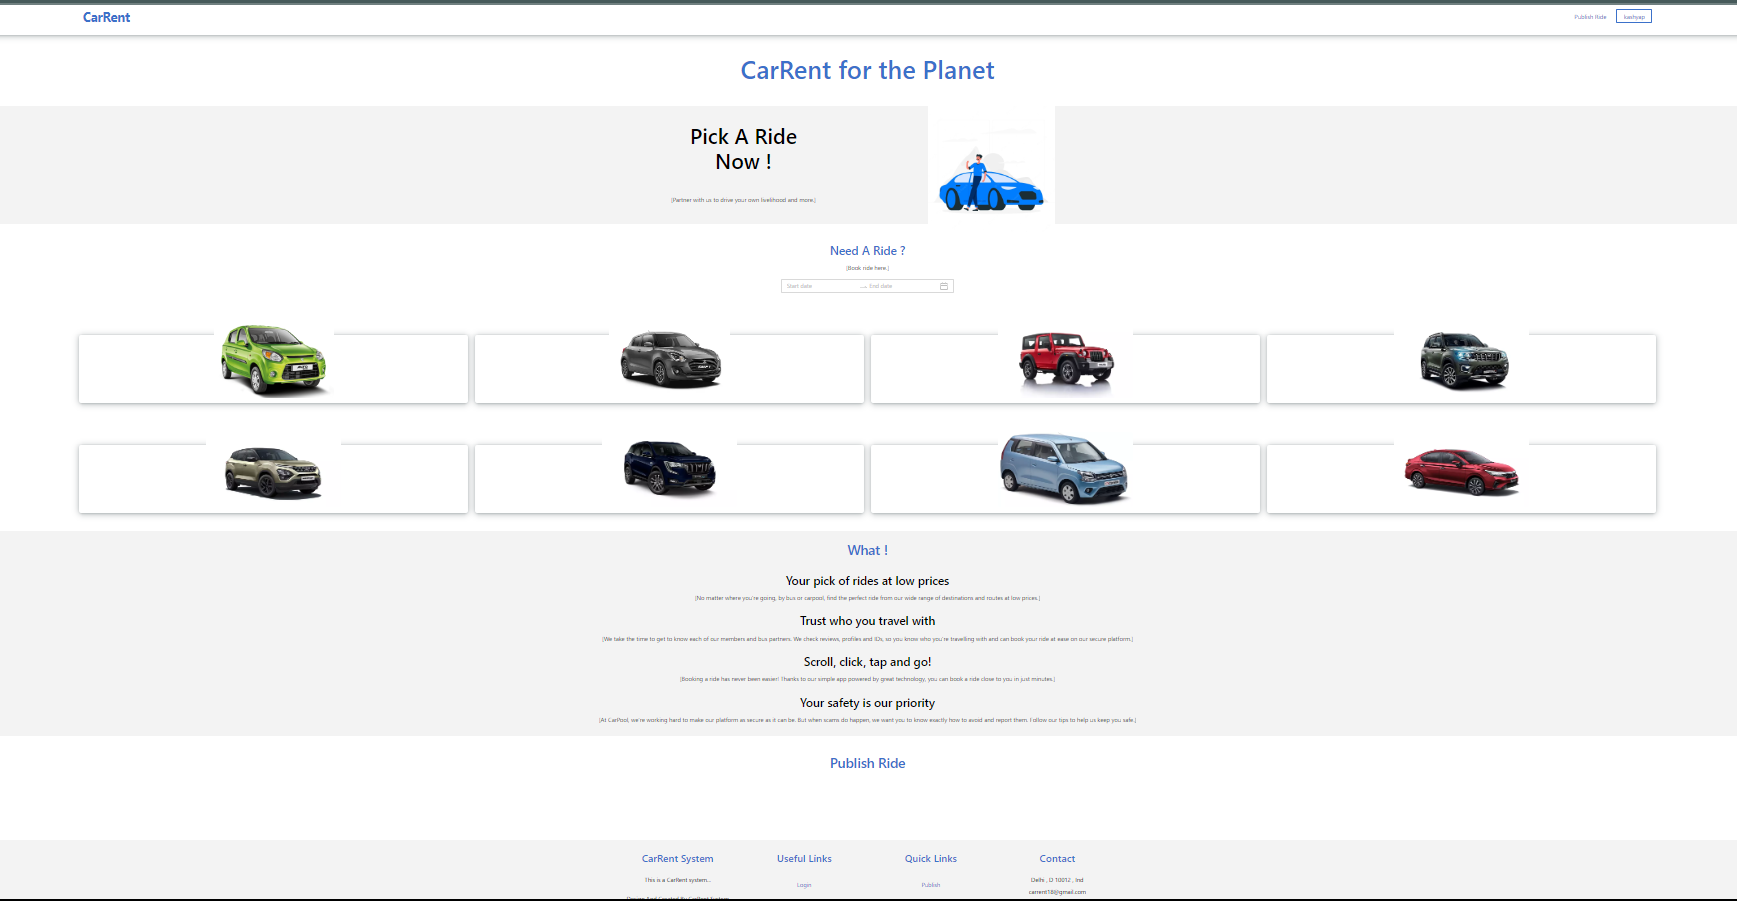 CarRent
Publish Ride
kashyap
CarRent for the Planet
Pick A Ride
Now !
[Partner with us to drive your own livelihood and more.]
Need A Ride ?
[Book ride here.]
Start date
End date
What !
Your pick of rides at low prices
[No matter where you're going, by bus or carpool, find the perfect ride from our wide range of destinations and routes at low prices.]
Trust who you travel with
[We take the time to get to know each of our members and bus partners. We check reviews, profiles and IDs, so you know who you're travelling with and can book your ride at ease on our secure platform.]
Scroll, click, tap and go!
[Booking a ride has never been easier! Thanks to our simple app powered by great technology, you can book a ride close to you in just minutes.]
Your safety is our priority
[At CarPool, we're working hard to make our platform as secure as it can be. But when scams do happen, we want you to know exactly how to avoid and report them. Follow our tips to help us keep you safe.]
Publish Ride
CarRent System
Useful Links
Quick Links
Contact
This is a CarRent system...
Login
Publish
Delhi , D 10012 , Ind
carrent18@gmail.com